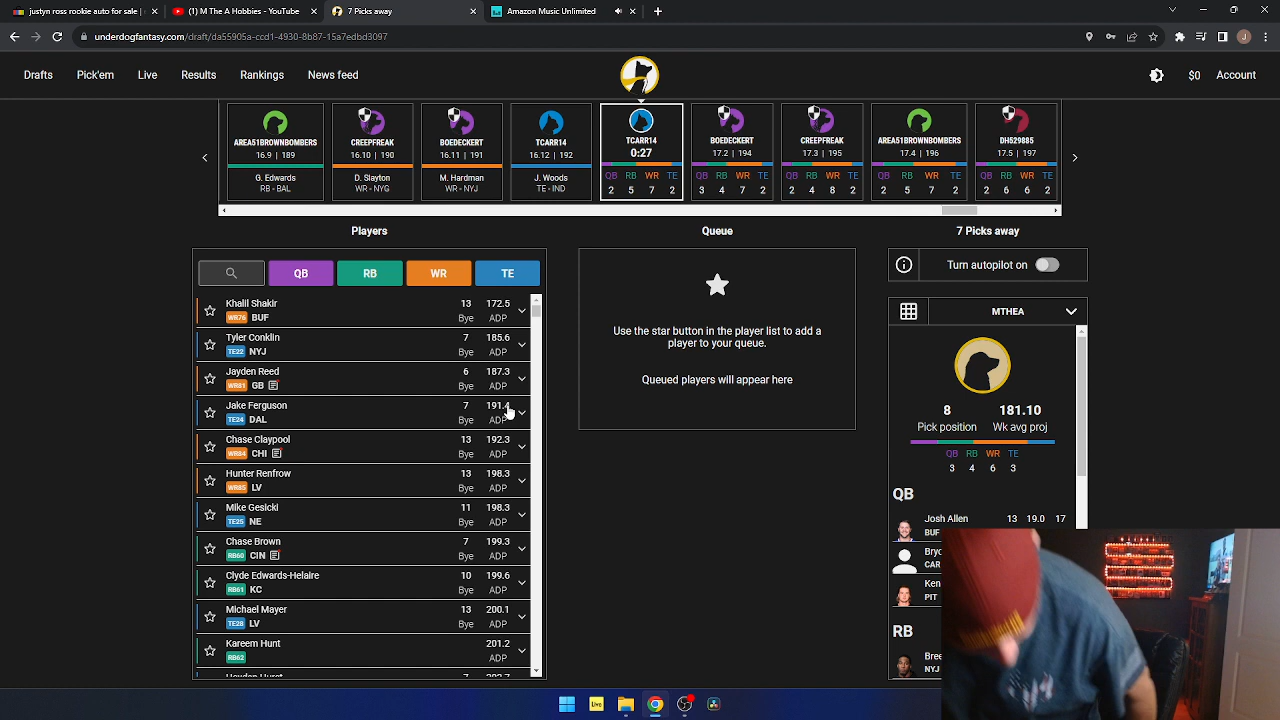 justyn ross rookie auto for sale |
(1) M The A Hobbies - YouTube
7 Picks away
Amazon Music Unlimited
underdogfantasy.com/draft/da55905a-ccd1-4930-8b87-15a7edbd3097
J
Drafts
Pick'em
Live
Results
Rankings
News feed
$0
Account
AREA51BROWNBOMBERS
16.9 | 189
G. Edwards
RB - BAL
CREEPFREAK
16.10 | 190
D. Slayton
WR - NYG
BOEDECKERT
16.11 | 191
M. Hardman
WR - NYJ
TCARR14
16.12 | 192
J. Woods
TE - IND
TCARR14
0:27
QB RB WR TE
2 5 7 2
BOEDECKERT
17.2 | 194
QB RB WR TE
3 4 7 2
CREEPFREAK
17.3 | 195
QB RB WR TE
2 4 8 2
AREA51BROWNBOMBERS
17.4 | 196
QB RB WR TE
2 5 7 2
DH529885
17.5 | 197
QB RB WR TE
2 6 6 2
Players
QB RB WR TE
Khalil Shakir 13 172.5
WR76 BUF Bye ADP
Tyler Conklin 7 185.6
TE22 NYJ Bye ADP
Jayden Reed 6 187.3
WR81 GB Bye ADP
Jake Ferguson 7 191.4
TE24 DAL Bye ADP
Chase Claypool 13 192.3
WR84 CHI Bye ADP
Hunter Renfrow 13 198.3
WR85 LV Bye ADP
Mike Gesicki 11 198.3
TE25 NE Bye ADP
Chase Brown 7 199.3
RB60 CIN Bye ADP
Clyde Edwards-Helaire 10 199.6
RB61 KC Bye ADP
Michael Mayer 13 200.1
TE28 LV Bye ADP
Kareem Hunt 201.2
RB62 ADP
Queue
Use the star button in the player list to add a
player to your queue.
Queued players will appear here
7 Picks away
Turn autopilot on
MTHEA
8 181.10
Pick position Wk avg proj
QB RB WR TE
3 4 6 3
QB
Josh Allen 13 19.0 17
BUF
Bryc
CAR
Ken
PIT
RB
Bree
NYJ
Live